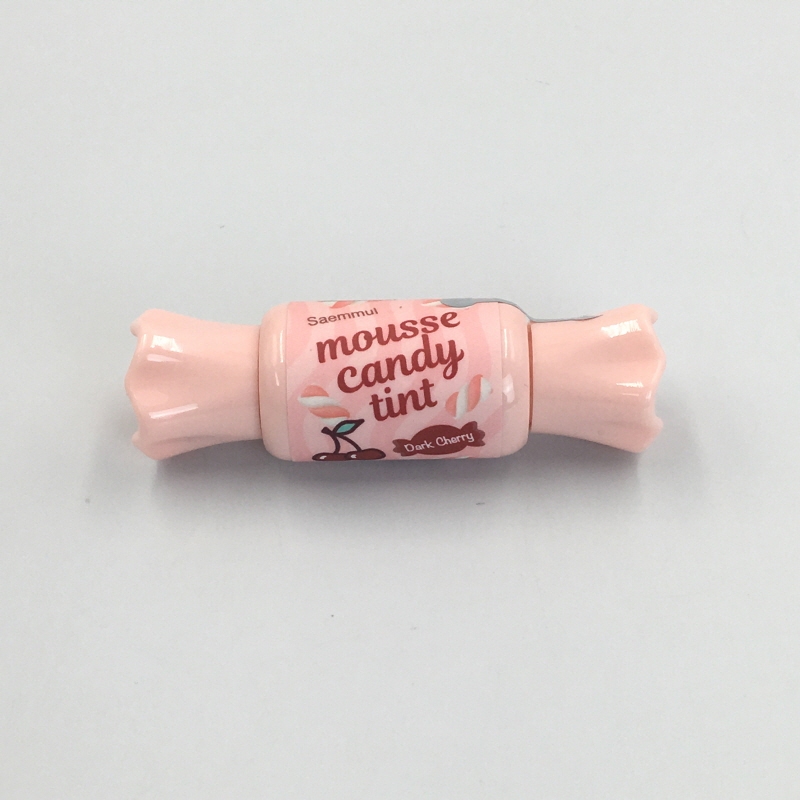 Saemmul
mousse
candy
tint
Dark Cherry